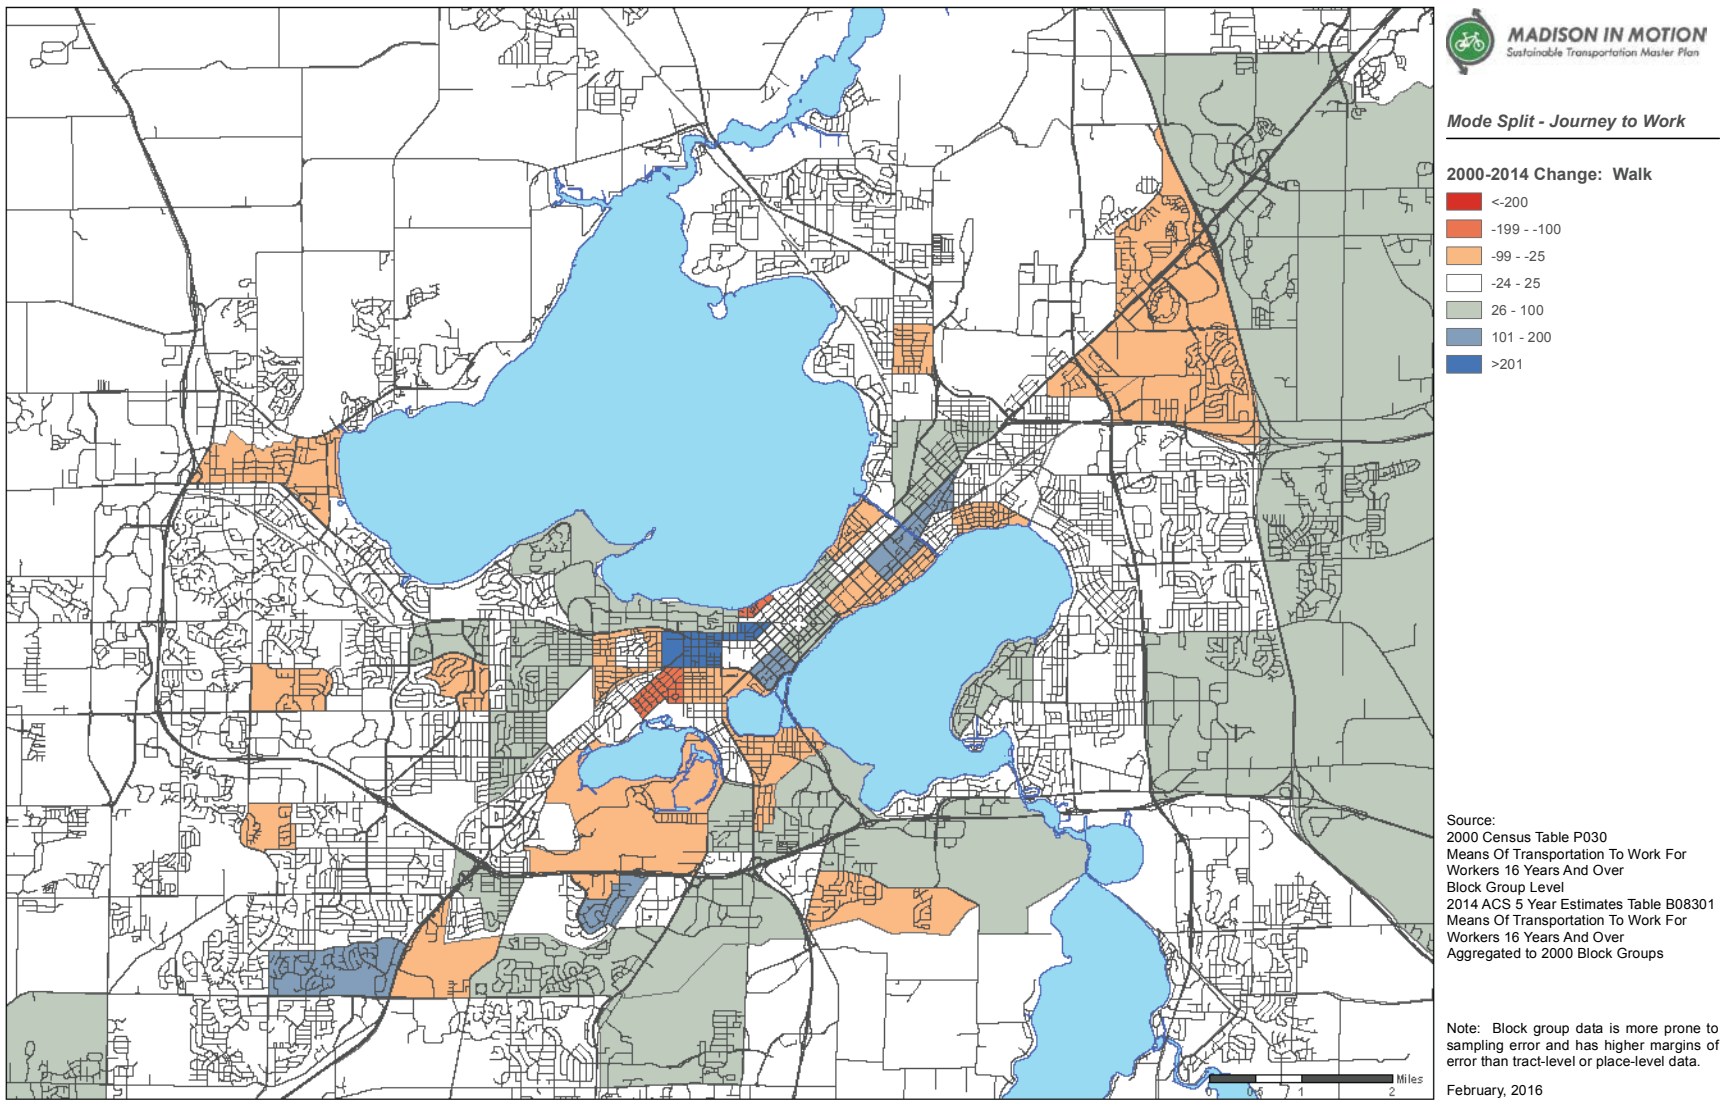 MADISON IN MOTION
Sustainable Transportation Master Plan
Mode Split - Journey to Work
2000-2014 Change: Walk
<-200
-199 - -100
-99 - -25
-24 - 25
26 - 100
101 - 200
>201
Source:
2000 Census Table P030
Means Of Transportation To Work For
Workers 16 Years And Over
Block Group Level
2014 ACS 5 Year Estimates Table B08301
Means Of Transportation To Work For
Workers 16 Years And Over
Aggregated to 2000 Block Groups
Note: Block group data is more prone to
sampling error and has higher margins of
error than tract-level or place-level data.
February, 2016
Miles
0 0.5 1 2